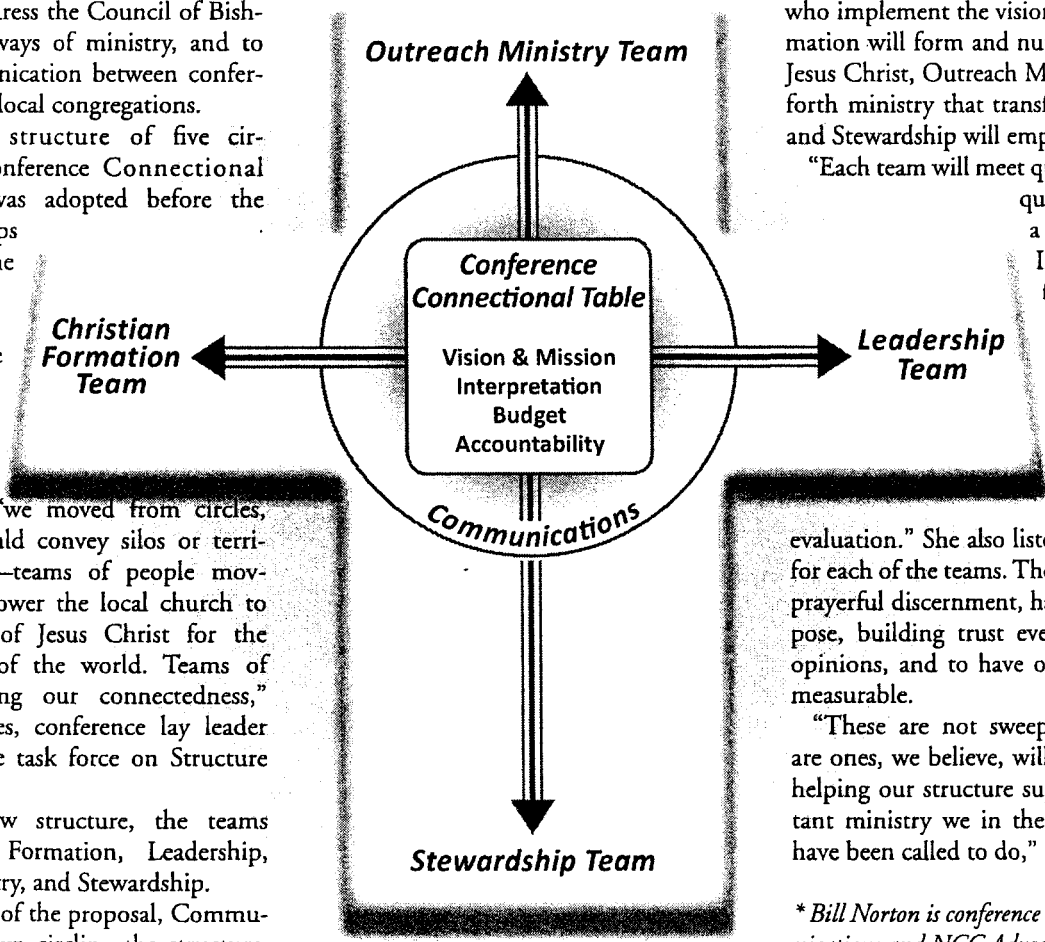 ress the Council of Bish-
ways of ministry, and to
nication between confer-
local congregations.
structure of five cir-
onference Connectional
was adopted before the
ps
ne
e
"we moved from circles,
uld convey silos or terri-
—teams of people mov-
ower the local church to
of Jesus Christ for the
of the world. Teams of
ng our connectedness,"
es, conference lay leader
e task force on Structure
w structure, the teams
Formation, Leadership,
ry, and Stewardship.
of the proposal, Commu-
Outreach Ministry Team
Conference
Connectional Table
Vision & Mission
Interpretation
Budget
Accountability
Christian
Formation
Team
Leadership
Team
Communications
Stewardship Team
who implement the vision
mation will form and nu
Jesus Christ, Outreach M
forth ministry that transf
and Stewardship will emp
"Each team will meet q
qu
a
I
f
evaluation." She also liste
for each of the teams. The
prayerful discernment, ha
pose, building trust eve
opinions, and to have o
measurable.
"These are not sweep
are ones, we believe, will
helping our structure su
tant ministry we in the
have been called to do,"
* Bill Norton is conference